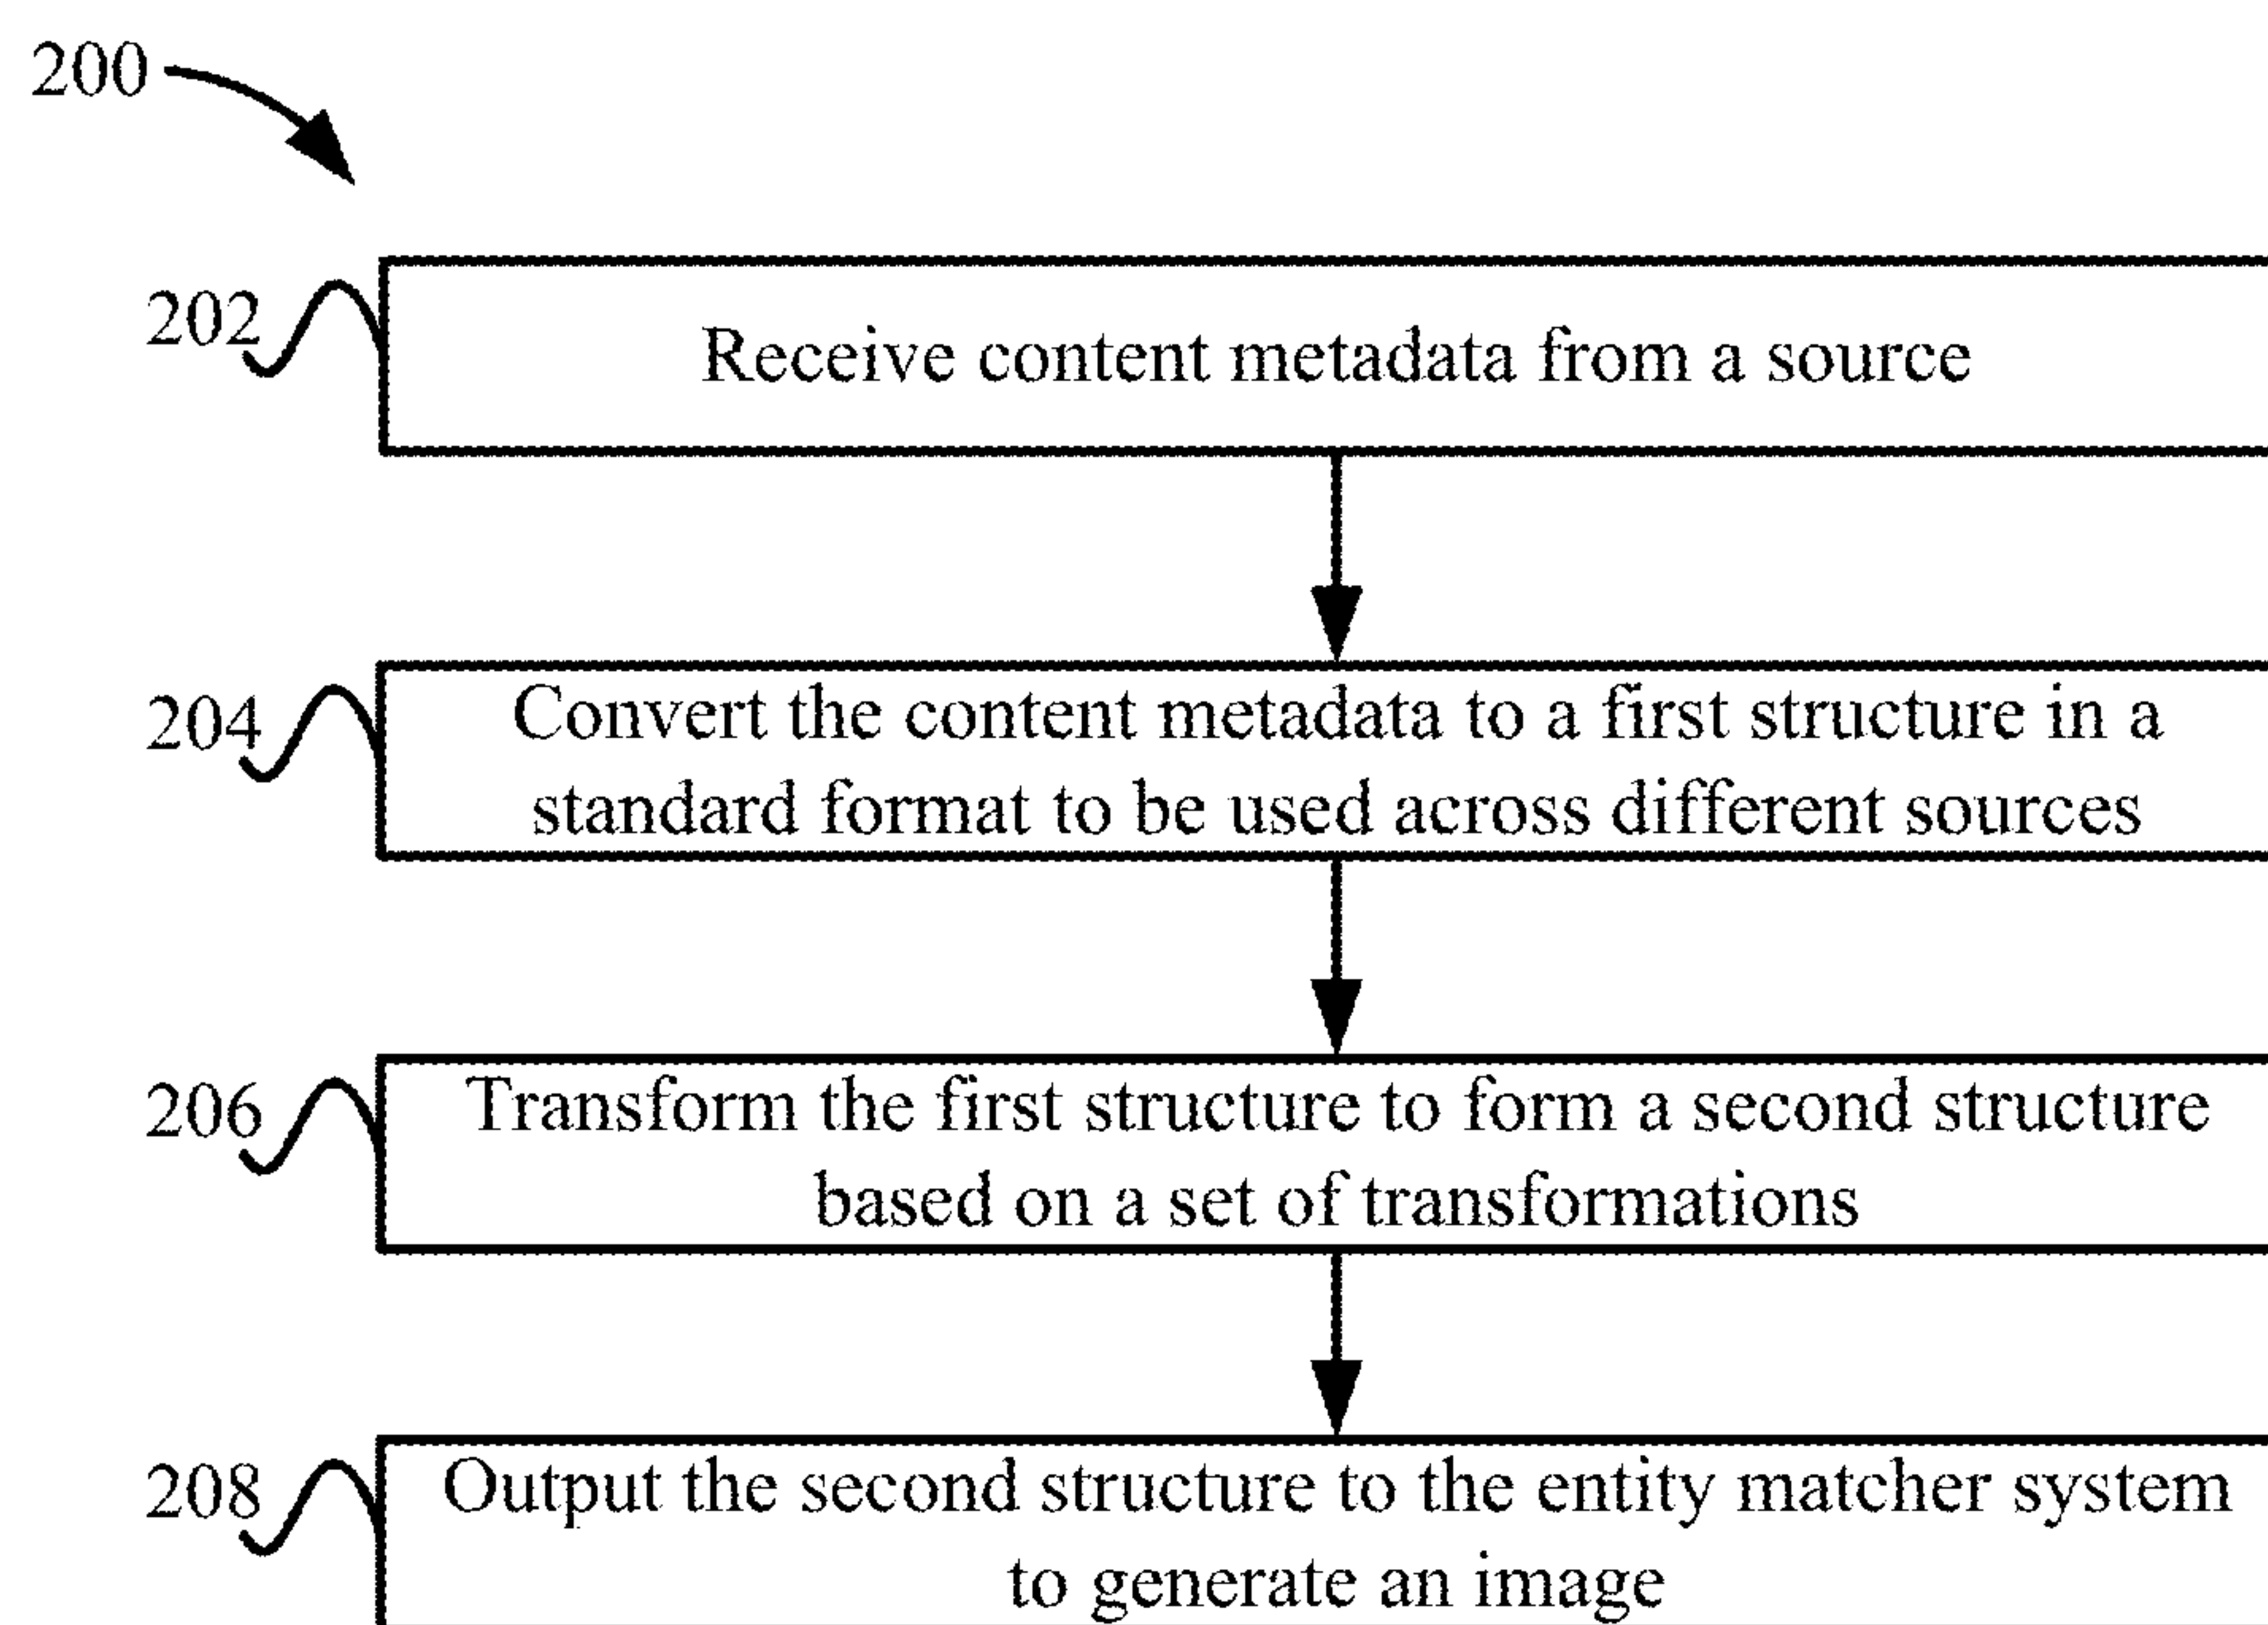 200
202
Receive content metadata from a source
204
Convert the content metadata to a first structure in a
standard format to be used across different sources
206
Transform the first structure to form a second structure
based on a set of transformations
208
Output the second structure to the entity matcher system
to generate an image